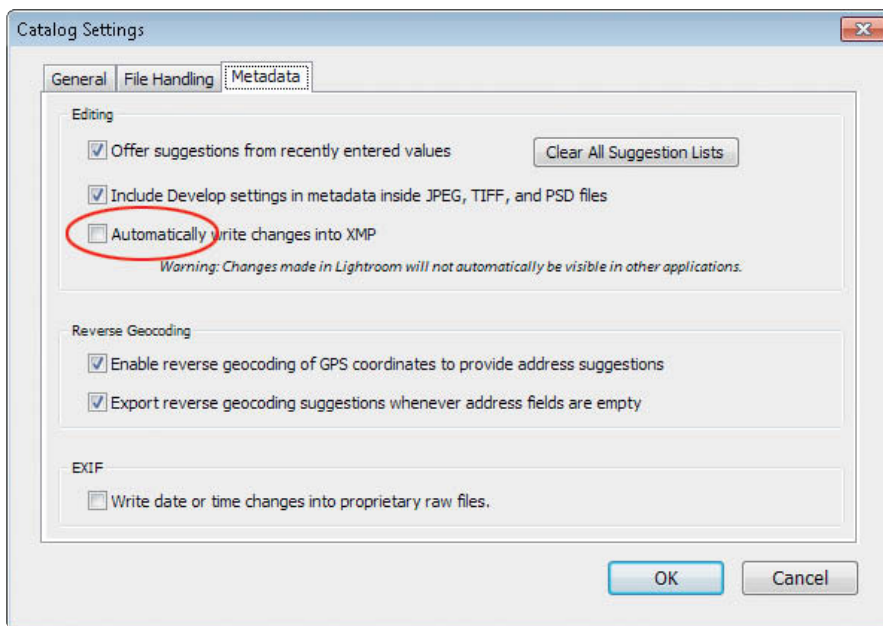 Catalog Settings
General File Handling Metadata
Editing
Offer suggestions from recently entered values Clear All Suggestion Lists
Include Develop settings in metadata inside JPEG, TIFF, and PSD files
Automatically write changes into XMP
Warning: Changes made in Lightroom will not automatically be visible in other applications.
Reverse Geocoding
Enable reverse geocoding of GPS coordinates to provide address suggestions
Export reverse geocoding suggestions whenever address fields are empty
EXIF
Write date or time changes into proprietary raw files.
OK Cancel